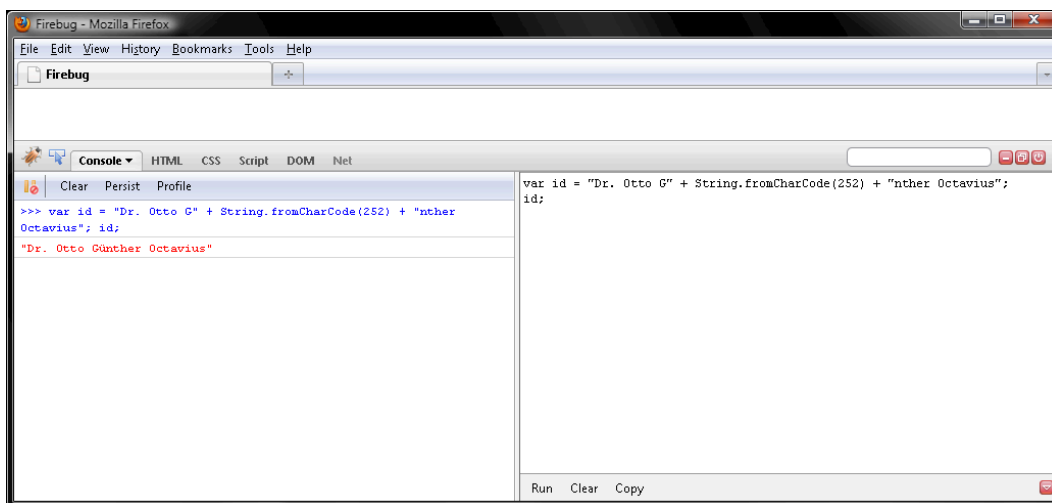 Firebug - Mozilla Firefox
File Edit View History Bookmarks Tools Help
Firebug
Console HTML CSS Script DOM Net
Clear Persist Profile
>>> var id = "Dr. Otto G" + String.fromCharCode(252) + "nther
Octavius"; id;
"Dr. Otto Günther Octavius"
var id = "Dr. Otto G" + String.fromCharCode(252) + "nther Octavius";
id;
Run Clear Copy